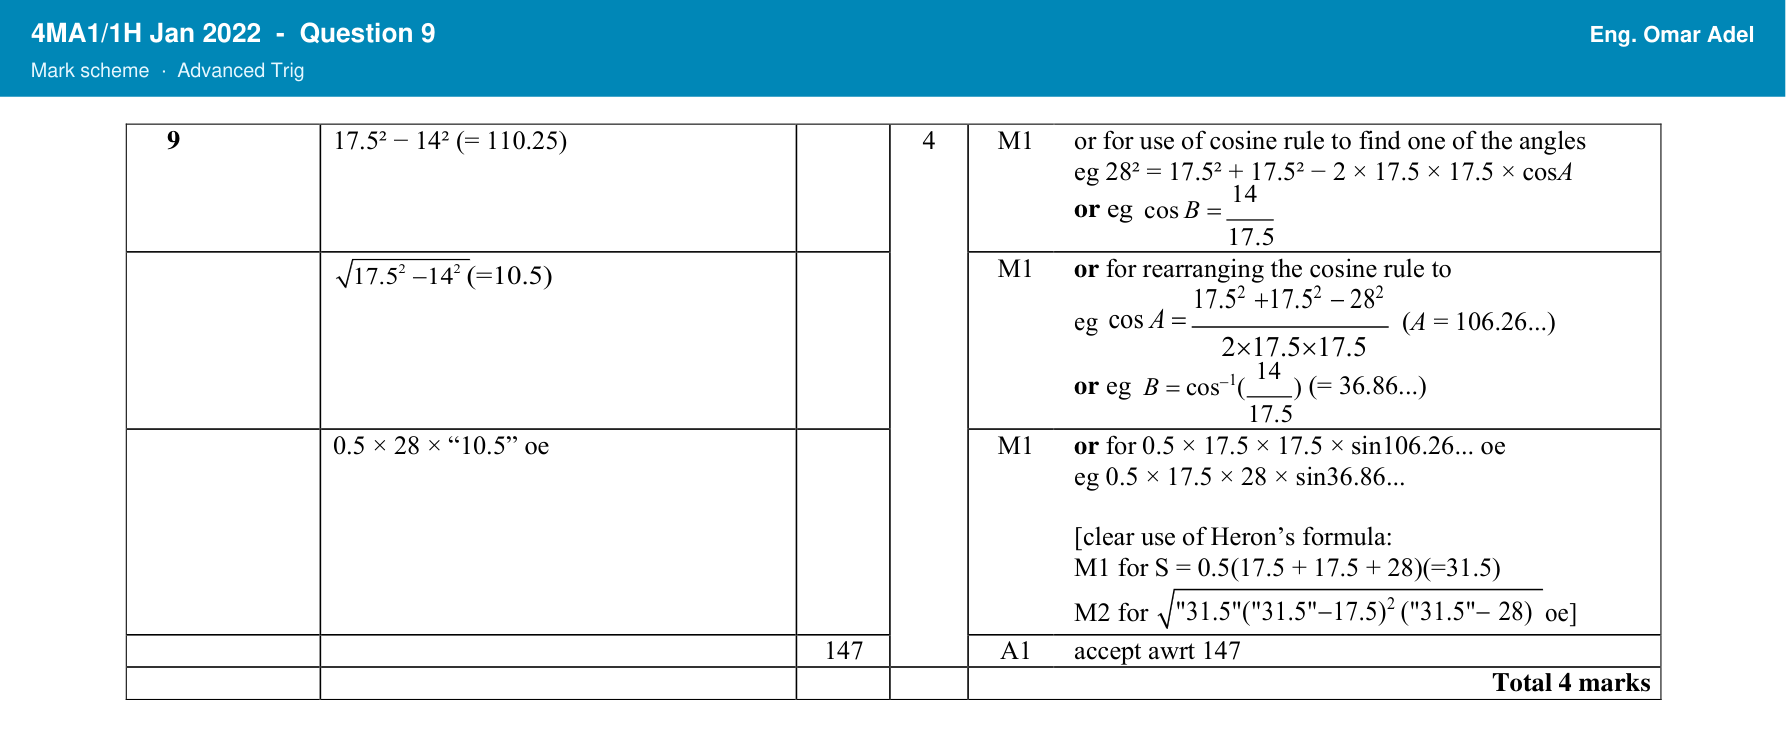 4MA1/1H Jan 2022 - Question 9
Eng. Omar Adel
Mark scheme · Advanced Trig
9
17.5² − 14² (= 110.25)
4
M1
or for use of cosine rule to find one of the angles
eg 28² = 17.5² + 17.5² − 2 × 17.5 × 17.5 × cosA
or eg cos B = 14/17.5
√(17.5² –14²) (=10.5)
M1
or for rearranging the cosine rule to
eg cos A = (17.5² +17.5² – 28²)/(2×17.5×17.5) (A = 106.26...)
or eg B = cos⁻¹(14/17.5) (= 36.86...)
0.5 × 28 × “10.5” oe
M1
or for 0.5 × 17.5 × 17.5 × sin106.26... oe
eg 0.5 × 17.5 × 28 × sin36.86...
[clear use of Heron’s formula:
M1 for S = 0.5(17.5 + 17.5 + 28)(=31.5)
M2 for √("31.5"("31.5"–17.5)² ("31.5"– 28)) oe]
147
A1
accept awrt 147
Total 4 marks